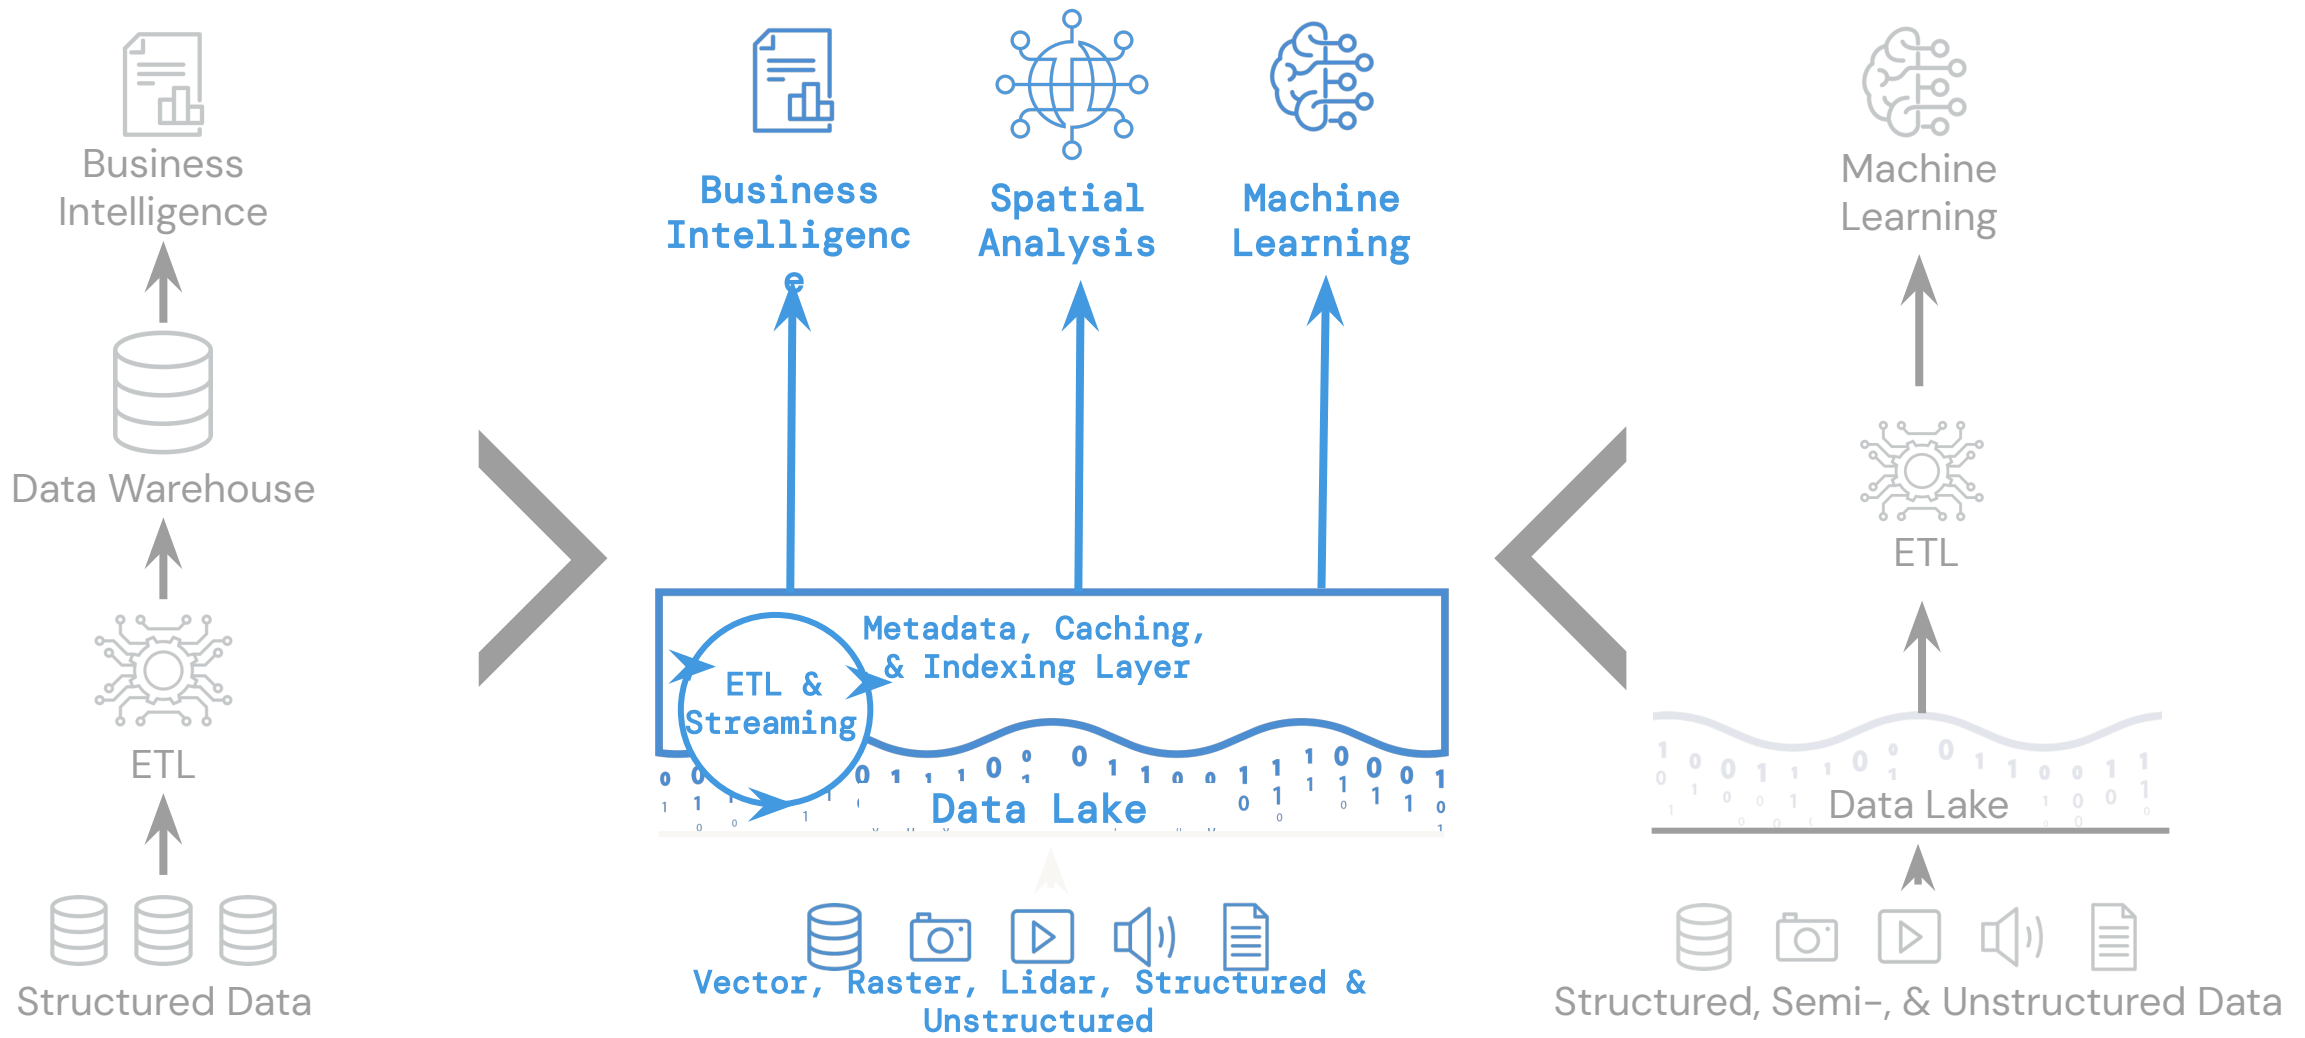 Business
Intelligence
Data Warehouse
ETL
Structured Data
Business
Intelligenc
e
Spatial
Analysis
Machine
Learning
Metadata, Caching,
& Indexing Layer
ETL &
Streaming
Data Lake
Vector, Raster, Lidar, Structured &
Unstructured
Machine
Learning
ETL
Data Lake
Structured, Semi-, & Unstructured Data